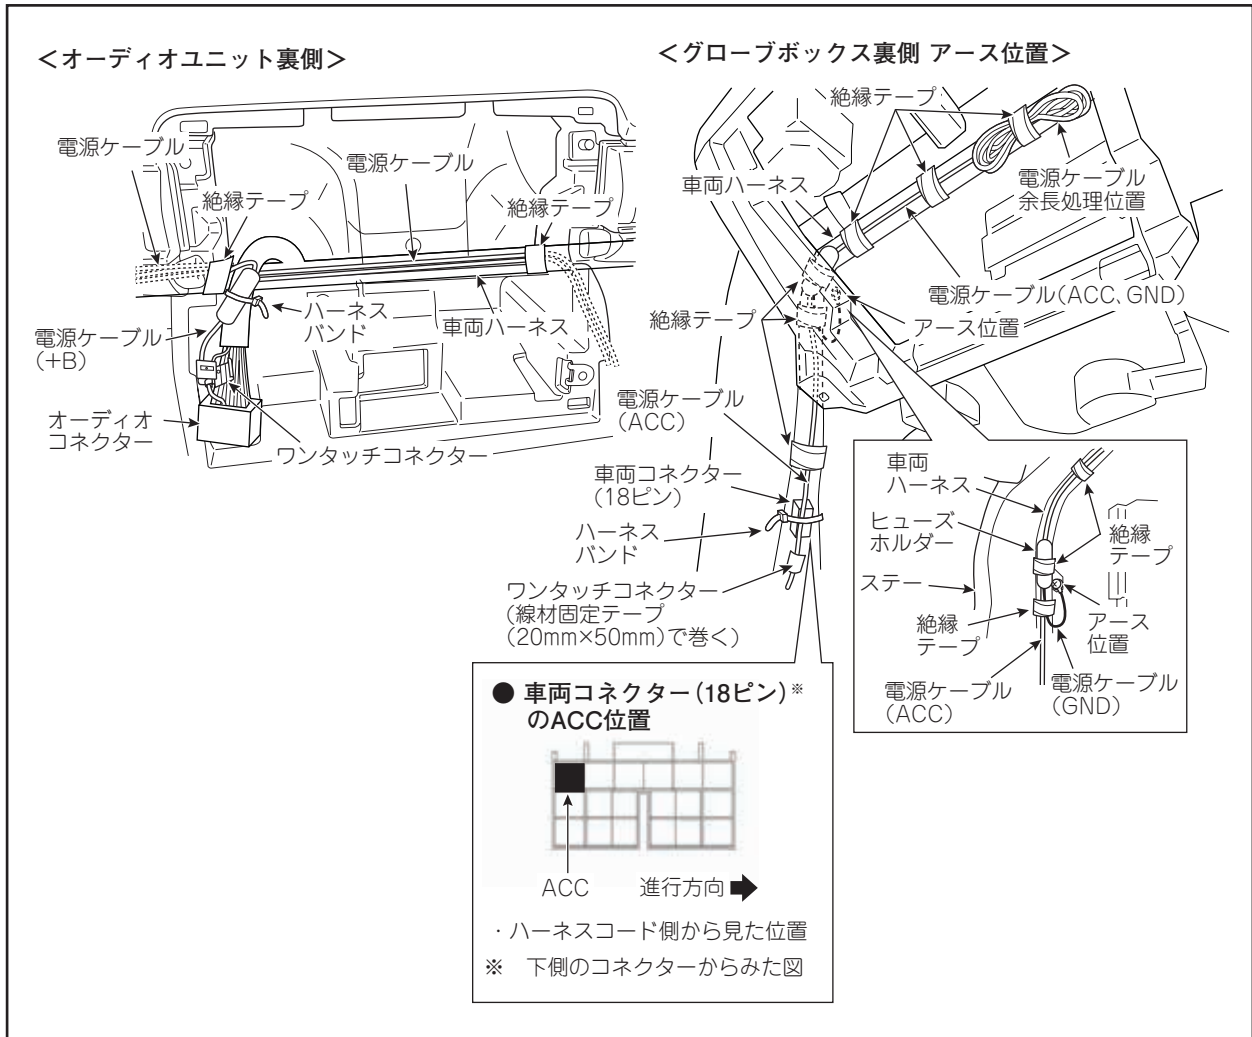 ＜オーディオユニット裏側＞
電源ケーブル
電源ケーブル
絶縁テープ
絶縁テープ
ハーネス
バンド
車両ハーネス
電源ケーブル
(＋B)
オーディオ
コネクター
ワンタッチコネクター
＜グローブボックス裏側 アース位置＞
絶縁テープ
車両ハーネス
電源ケーブル
余長処理位置
電源ケーブル(ACC、GND)
絶縁テープ
アース位置
電源ケーブル
(ACC)
車両コネクター
(18ピン)
ハーネス
バンド
ワンタッチコネクター
(線材固定テープ
(20mm×50mm)で巻く)
車両
ハーネス
ヒューズ
ホルダー
絶縁
テープ
ステー
絶縁
テープ
アース
位置
電源ケーブル
(ACC)
電源ケーブル
(GND)
● 車両コネクター(18ピン)※
のACC位置
ACC
進行方向
・ハーネスコード側から見た位置
※ 下側のコネクターからみた図